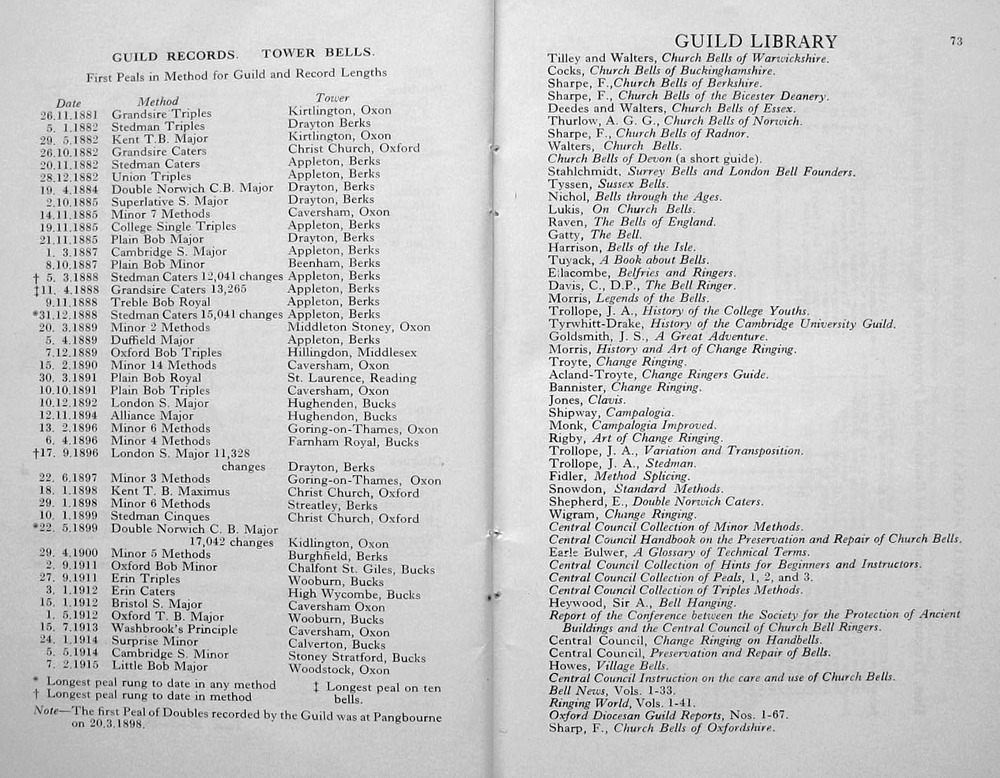 GUILD RECORDS. TOWER BELLS.
First Peals in Method for Guild and Record Lengths
Date Method Tower
26.11.1881 Grandsire Triples Kirtlington, Oxon
5. 1.1882 Stedman Triples Drayton Berks
29. 5.1882 Kent T.B. Major Kirtlington, Oxon
26.10.1882 Grandsire Caters Christ Church, Oxford
20.11.1882 Stedman Caters Appleton, Berks
28.12.1882 Union Triples Appleton, Berks
19. 4.1884 Double Norwich C.B. Major Drayton, Berks
2.10.1885 Superlative S. Major Drayton, Berks
14.11.1885 Minor 7 Methods Caversham, Oxon
19.11.1885 College Single Triples Appleton, Berks
21.11.1885 Plain Bob Major Drayton, Berks
1. 3.1887 Cambridge S. Major Appleton, Berks
8.10.1887 Plain Bob Minor Beenham, Berks
† 5. 3.1888 Stedman Caters 12,041 changes Appleton, Berks
‡11. 4.1888 Grandsire Caters 13,265 Appleton, Berks
9.11.1888 Treble Bob Royal Appleton, Berks
*31.12.1888 Stedman Caters 15,041 changes Appleton, Berks
20. 3.1889 Minor 2 Methods Middleton Stoney, Oxon
5. 4.1889 Duffield Major Appleton, Berks
7.12.1889 Oxford Bob Triples Hillingdon, Middlesex
15. 2.1890 Minor 14 Methods Caversham, Oxon
30. 3.1891 Plain Bob Royal St. Laurence, Reading
10.10.1891 Plain Bob Triples Caversham, Oxon
10.12.1892 London S. Major Hughenden, Bucks
12.11.1894 Alliance Major Hughendon, Bucks
13. 2.1896 Minor 6 Methods Goring-on-Thames, Oxon
6. 4.1896 Minor 4 Methods Farnham Royal, Bucks
†17. 9.1896 London S. Major 11,328
changes Drayton, Berks
22. 6.1897 Minor 3 Methods Goring-on-Thames, Oxon
18. 1.1898 Kent T. B. Maximus Christ Church, Oxford
29. 1.1898 Minor 6 Methods Streatley, Berks
10. 1.1899 Stedman Cinques Christ Church, Oxford
*22. 5.1899 Double Norwich C. B. Major
17,042 changes Kidlington, Oxon
29. 4.1900 Minor 5 Methods Burghfield, Berks
2. 9.1911 Oxford Bob Minor Chalfont St. Giles, Bucks
27. 9.1911 Erin Triples Wooburn, Bucks
3. 1.1912 Erin Caters High Wycombe, Bucks
15. 1.1912 Bristol S. Major Caversham Oxon
1. 5.1912 Oxford T. B. Major Wooburn, Bucks
15. 7.1913 Washbrook's Principle Caversham, Oxon
24. 1.1914 Surprise Minor Calverton, Bucks
5. 5.1914 Cambridge S. Minor Stoney Stratford, Bucks
7. 2.1915 Little Bob Major Woodstock, Oxon
* Longest peal rung to date in any method ‡ Longest peal on ten
† Longest peal rung to date in method bells.
Note—The first Peal of Doubles recorded by the Guild was at Pangbourne
on 20.3.1898.
GUILD LIBRARY 73
Tilley and Walters, Church Bells of Warwickshire.
Cocks, Church Bells of Buckinghamshire.
Sharpe, F.,Church Bells of Berkshire.
Sharpe, F., Church Bells of the Bicester Deanery.
Deedes and Walters, Church Bells of Essex.
Thurlow, A. G. G., Church Bells of Norwich.
Sharpe, F., Church Bells of Radnor.
Walters, Church Bells.
Church Bells of Devon (a short guide).
Stahlchmidt, Surrey Bells and London Bell Founders.
Tyssen, Sussex Bells.
Nichol, Bells through the Ages.
Lukis, On Church Bells.
Raven, The Bells of England.
Gatty, The Bell.
Harrison, Bells of the Isle.
Tuyack, A Book about Bells.
Ellacombe, Belfries and Ringers.
Davis, C., D.P., The Bell Ringer.
Morris, Legends of the Bells.
Trollope, J. A., History of the College Youths.
Tyrwhitt-Drake, History of the Cambridge University Guild.
Goldsmith, J. S., A Great Adventure.
Morris, History and Art of Change Ringing.
Troyte, Change Ringing.
Acland-Troyte, Change Ringers Guide.
Bannister, Change Ringing.
Jones, Clavis.
Shipway, Campalogia.
Monk, Campalogia Improved.
Rigby, Art of Change Ringing.
Trollope, J. A., Variation and Transposition.
Trollope, J. A., Stedman.
Fidler, Method Splicing.
Snowdon, Standard Methods.
Shepherd, E., Double Norwich Caters.
Wigram, Change Ringing.
Central Council Collection of Minor Methods.
Central Council Handbook on the Preservation and Repair of Church Bells.
Earle Bulwer, A Glossary of Technical Terms.
Central Council Collection of Hints for Beginners and Instructors.
Central Council Collection of Peals, 1, 2, and 3.
Central Council Collection of Triples Methods.
Heywood, Sir A., Bell Hanging.
Report of the Conference between the Society for the Protection of Ancient
Buildings and the Central Council of Church Bell Ringers.
Central Council, Change Ringing on Handbells.
Central Council, Preservation and Repair of Bells.
Howes, Village Bells.
Central Council Instruction on the care and use of Church Bells.
Bell News, Vols. 1-33.
Ringing World, Vols. 1-41.
Oxford Diocesan Guild Reports, Nos. 1-67.
Sharp, F., Church Bells of Oxfordshire.